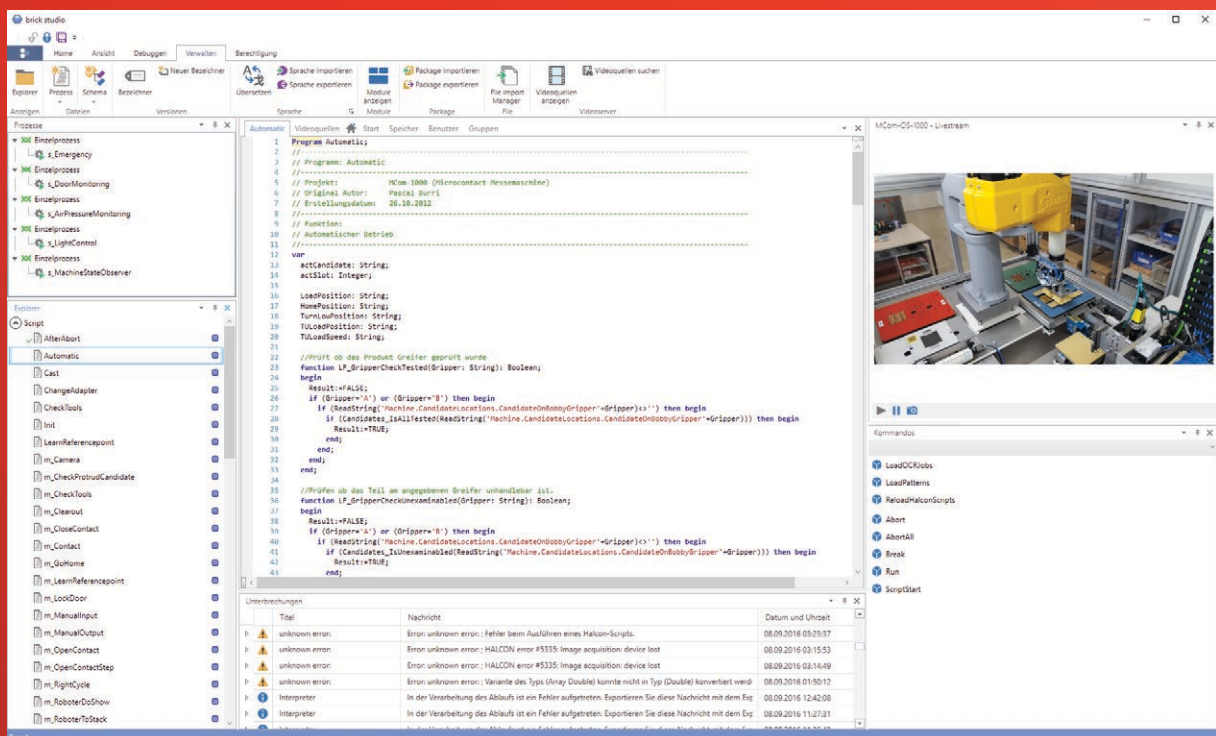 brick studio
Home Ansicht Debuggen Verwalten Berechtigung
Explorer
Prozess
Schema
Bezeichner
Neuer Bezeichner
Übersetzen
Sprache importieren
Sprache exportieren
Module anzeigen
Package importieren
Package exportieren
File Import Manager
Videoquellen anzeigen
Videoquellen suchen
Anzeigen Dateien Versionen Sprache Module Package File Videoserver
Prozesse
Einzelprozess
s_Emergency
Einzelprozess
s_DoorMonitoring
Einzelprozess
s_AirPressureMonitoring
Einzelprozess
s_LightControl
Einzelprozess
s_MachineStateObserver
Explorer
Script
AfterAbort
Automatic
Cast
ChangeAdapter
CheckTools
Init
LearnReferencepoint
m_Camera
m_CheckProtrudCandidate
m_CheckTools
m_Clearout
m_CloseContact
m_Contact
m_GoHome
m_LearnReferencepoint
m_LockDoor
m_ManualInput
m_ManualOutput
m_OpenContact
m_OpenContactStep
m_RightCycle
m_RoboterDoShow
m_RoboterToStack
Automatic Videoquellen Start Speicher Benutzer Gruppen
1 Program Automatic;
2 //----------------------------------------------------------------
3 // Programm: Automatic
4 //----------------------------------------------------------------
5 // Projekt: MCom-1000 (Microcontact Messemaschine)
6 // Original Autor: Pascal Burri
7 // Erstellungsdatum: 26.10.2012
8 //----------------------------------------------------------------
9 // Funktion:
10 // Automatischer Betrieb
11 //----------------------------------------------------------------
12 var
13 actCandidate: String;
14 actSlot: Integer;
15
16 LoadPosition: String;
17 HomePosition: String;
18 TurnLowPosition: String;
19 TULoadPosition: String;
20 TULoadSpeed: String;
21
22 //Prüft ob das Produkt Greifer geprüft wurde
23 function LF_GripperCheckTested(Gripper: String): Boolean;
24 begin
25 Result:=FALSE;
26 if (Gripper='A') or (Gripper='B') then begin
27 if (ReadString('Machine.CandidateLocations.CandidateOnBobbyGripper'+Gripper)<>'') then begin
28 if (Candidates_IsAllTested(ReadString('Machine.CandidateLocations.CandidateOnBobbyGripper'+Gripper))) then begin
29 Result:=TRUE;
30 end;
31 end;
32 end;
33 end;
34
35 //Prüfen ob das Teil am angegebenen Greifer unhandlebar ist.
36 function LF_GripperCheckUnexaminabled(Gripper: String): Boolean;
37 begin
38 Result:=FALSE;
39 if (Gripper='A') or (Gripper='B') then begin
40 if (ReadString('Machine.CandidateLocations.CandidateOnBobbyGripper'+Gripper)<>'') then begin
41 if (Candidates_IsUnexaminabled(ReadString('Machine.CandidateLocations.CandidateOnBobbyGripper'+Gripper))) then begin
42 Result:=TRUE;
43 end;
Unterbrechungen
Titel Nachricht Datum und Uhrzeit
unknown error: Error: unknown error: ; Fehler beim Ausführen eines Halcon-Scripts. 08.09.2016 03:23:37
unknown error: Error: unknown error: ; HALCON error #5335: Image acquisition: device lost 08.09.2016 03:15:53
unknown error: Error: unknown error: ; HALCON error #5335: Image acquisition: device lost 08.09.2016 03:14:49
unknown error: Error: unknown error: ; Variante des Typs (Array Double) konnte nicht in Typ (Double) konvertiert werd 08.09.2016 01:50:12
Interpreter In der Verarbeitung des Ablaufs ist ein Fehler aufgetreten. Exportieren Sie diese Nachricht mit dem Exp 08.09.2016 12:42:08
Interpreter In der Verarbeitung des Ablaufs ist ein Fehler aufgetreten. Exportieren Sie diese Nachricht mit dem Exp 08.09.2016 11:27:31
MCom-OS-1000 - Livestream
Kommandos
LoadOCRJobs
LoadPatterns
ReloadHalconScripts
Abort
AbortAll
Break
Run
ScriptStart